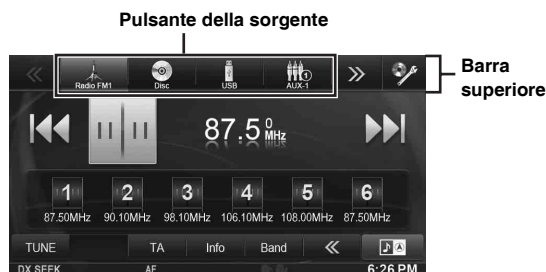 Pulsante della sorgente
Radio FM1 Disc USB AUX-1 1
Barra
superiore
87.50 MHz
1 2 3 4 5 6
87.50MHz 90.10MHz 98.10MHz 106.10MHz 108.00MHz 87.50MHz
TUNE TA Info Band
DX SEEK AF 6:26 PM